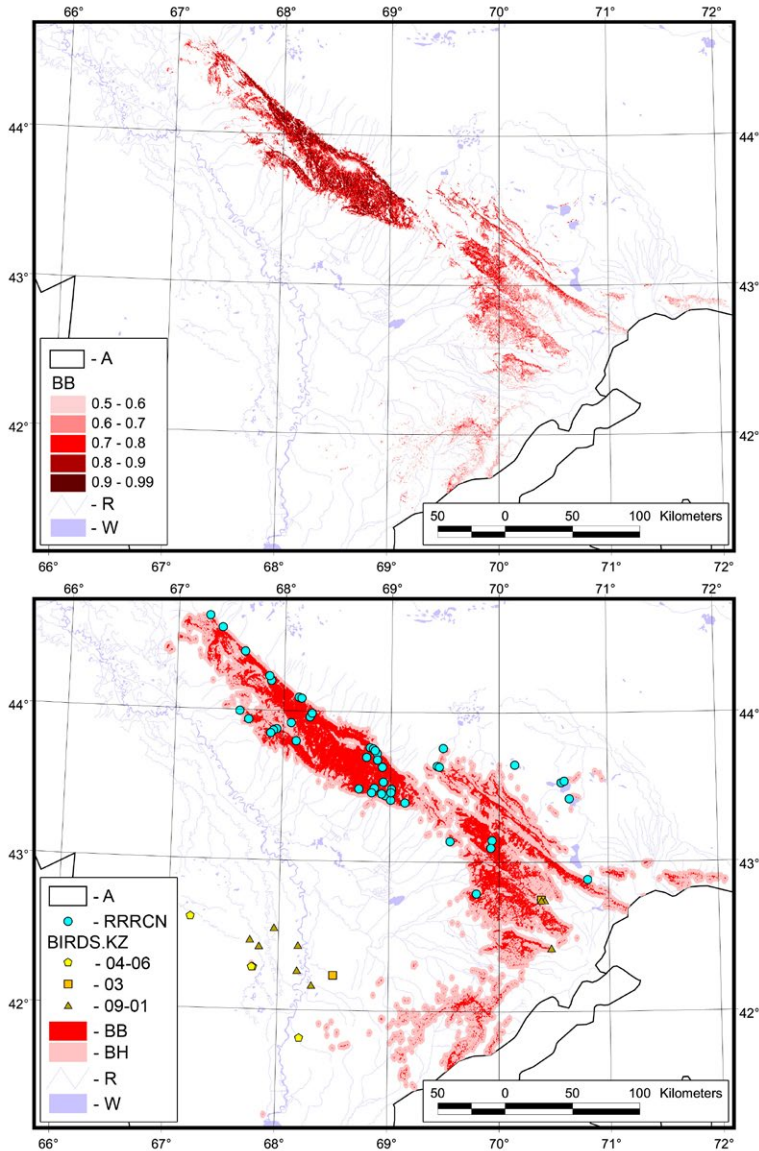 66° 67° 68° 69° 70° 71° 72°
44° 44°
43° 43°
42° 42°
- A
BB
0.5 - 0.6
0.6 - 0.7
0.7 - 0.8
0.8 - 0.9
0.9 - 0.99
- R
- W
50 0 50 100 Kilometers
66° 67° 68° 69° 70° 71° 72°
66° 67° 68° 69° 70° 71° 72°
44° 44°
43° 43°
42° 42°
- A
- RRRCN
BIRDS.KZ
- 04-06
- 03
- 09-01
- BB
- BH
- R
- W
50 0 50 100 Kilometers
66° 67° 68° 69° 70° 71° 72°